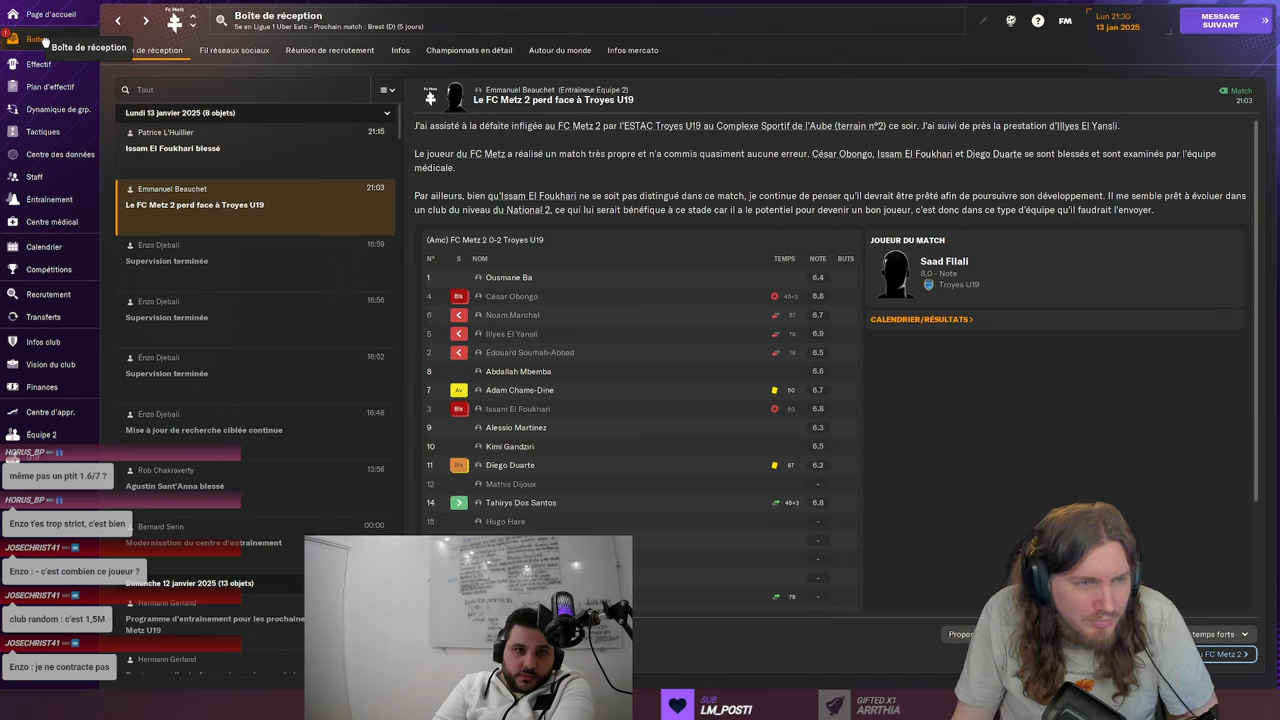 Page d'accueil
Boîte de réception
5e en Ligue 1 Uber Eats - Prochain match : Brest (D) (5 jours)
FM
Lun 21:30
13 jan 2025
MESSAGE SUIVANT
Boîte
Boîte de réception
de réception
Fil réseaux sociaux
Réunion de recrutement
Infos
Championnats en détail
Autour du monde
Infos mercato
Effectif
Plan d'effectif
Dynamique de grp.
Tactiques
Centre des données
Staff
Entraînement
Centre médical
Calendrier
Compétitions
Recrutement
Transferts
Infos club
Vision du club
Finances
Centre d'appr.
Équipe 2
U19
Tout
Lundi 13 janvier 2025 (8 objets)
Patrice L'Huillier 21:15
Issam El Foukhari blessé
Emmanuel Beauchet 21:03
Le FC Metz 2 perd face à Troyes U19
Enzo Djebali 16:59
Supervision terminée
Enzo Djebali 16:56
Supervision terminée
Enzo Djebali 16:52
Supervision terminée
Enzo Djebali 16:48
Mise à jour de recherche ciblée continue
Rob Chakraverty 13:56
Agustin Sant'Anna blessé
Bernard Serin 00:00
Modernisation du centre d'entraînement
Dimanche 12 janvier 2025 (13 objets)
Hermann Gerland
Programme d'entrainement pour les prochaine
Metz U19
Hermann Gerland
Emmanuel Beauchet (Entraîneur Équipe 2)
Le FC Metz 2 perd face à Troyes U19
Match
21:03
J'ai assisté à la défaite infligée au FC Metz 2 par l'ESTAC Troyes U19 au Complexe Sportif de l'Aube (terrain n°2) ce soir. J'ai suivi de près la prestation d'Illyes El Yansli.
Le joueur du FC Metz a réalisé un match très propre et n'a commis quasiment aucune erreur. César Obongo, Issam El Foukhari et Diego Duarte se sont blessés et sont examinés par l'équipe
médicale.
Par ailleurs, bien qu'Issam El Foukhari ne se soit pas distingué dans ce match, je continue de penser qu'il devrait être prêté afin de poursuivre son développement. Il me semble prêt à évoluer dans
un club du niveau du National 2, ce qui lui serait bénéfique à ce stade car il a le potentiel pour devenir un bon joueur, c'est donc dans ce type d'équipe qu'il faudrait l'envoyer.
(Amc) FC Metz 2 0-2 Troyes U19
N° S NOM TEMPS NOTE BUTS
1 Ousmane Ba 6.4
4 Bls César Obongo 45+3 6.8
6 Noam Marchal 67 6.7
5 Illyes El Yansli 79 6.9
2 Édouard Soumah-Abbad 78 6.5
8 Abdallah Mbemba 6.6
7 Av Adam Chams-Dine 50 6.7
3 Bls Issam El Foukhari 60 6.8
9 Alessio Martinez 6.3
10 Kimi Gandziri 6.5
11 Bls Diego Duarte 87 6.2
12 Mathis Dijoux -
14 Tahirys Dos Santos 45+3 6.8
15 Hugo Hare -
-
-
-
79
JOUEUR DU MATCH
Saad Filali
8,0 - Note
Troyes U19
CALENDRIER/RÉSULTATS
Propo
temps forts
u FC Metz 2
HORUS_BP
même pas un ptit 1.6/7 ?
HORUS_BP
Enzo t'es trop strict, c'est bien
JOSECHRIST41
Enzo : - c'est combien ce joueur ?
JOSECHRIST41
club random : c'est 1,5M
JOSECHRIST41
Enzo : je ne contracte pas
SUB
LM_POSTI
GIFTED X1
ARRTHIA